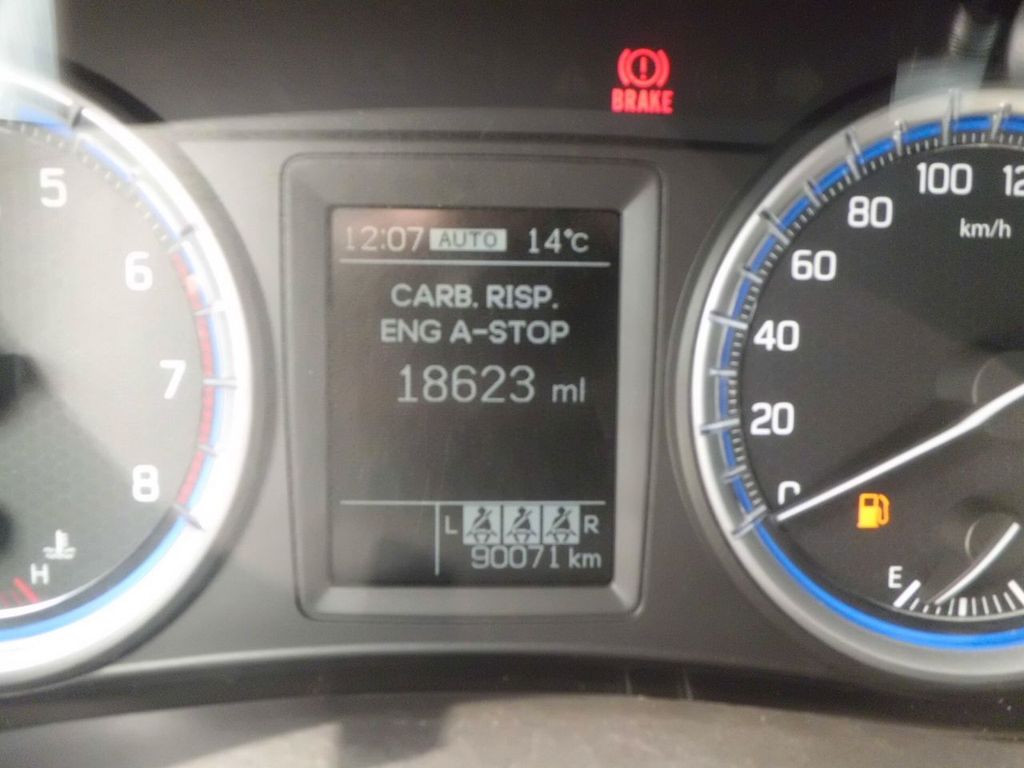 BRAKE
5
6
7
8
H
12:07 AUTO 14°C
CARB. RISP.
ENG A-STOP
18623 ml
L R
90071 km
100
80
60
40
20
0
km/h
E